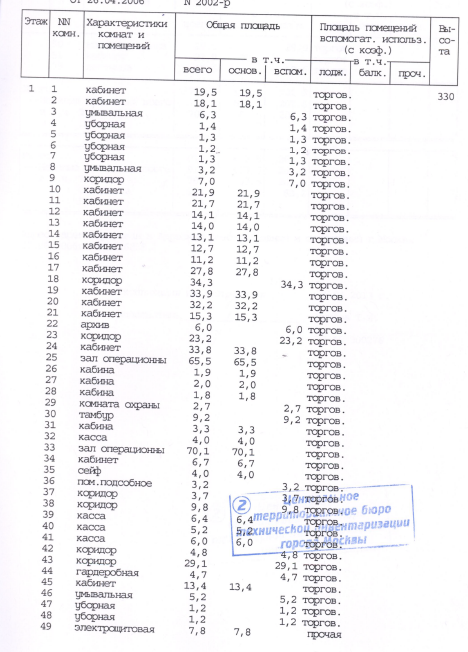 От 26.04.2006 N 2002-р
Этаж NN комн. Характеристики комнат и помещений Общая площадь Площадь помещений вспомогат. использ. (с коэф.) Вы-со-та
в т.ч. в т.ч.
всего основ. вспом. лодж. балк. проч.
1 1 кабинет 19,5 19,5 торгов. 330
2 кабинет 18,1 18,1 торгов.
3 умывальная 6,3 6,3 торгов.
4 уборная 1,4 1,4 торгов.
5 уборная 1,3 1,3 торгов.
6 уборная 1,2 1,2 торгов.
7 уборная 1,3 1,3 торгов.
8 умывальная 3,2 3,2 торгов.
9 коридор 7,0 7,0 торгов.
10 кабинет 21,9 21,9 торгов.
11 кабинет 21,7 21,7 торгов.
12 кабинет 14,1 14,1 торгов.
13 кабинет 14,0 14,0 торгов.
14 кабинет 13,1 13,1 торгов.
15 кабинет 12,7 12,7 торгов.
16 кабинет 11,2 11,2 торгов.
17 кабинет 27,8 27,8 торгов.
18 коридор 34,3 34,3 торгов.
19 кабинет 33,9 33,9 торгов.
20 кабинет 32,2 32,2 торгов.
21 кабинет 15,3 15,3 торгов.
22 архив 6,0 6,0 торгов.
23 коридор 23,2 23,2 торгов.
24 кабинет 33,8 33,8 торгов.
25 зал операционны 65,5 65,5 торгов.
26 кабина 1,9 1,9 торгов.
27 кабина 2,0 2,0 торгов.
28 кабина 1,8 1,8 торгов.
29 комната охраны 2,7 2,7 торгов.
30 тамбур 9,2 9,2 торгов.
31 кабина 3,3 3,3 торгов.
32 касса 4,0 4,0 торгов.
33 зал операционны 70,1 70,1 торгов.
34 кабинет 6,7 6,7 торгов.
35 сейф 4,0 4,0 торгов.
36 пом.подсобное 3,2 3,2 торгов.
37 коридор 3,7 3,7 торгов.
38 коридор 9,8 9,8 торгов.
39 касса 6,4 6,4 торгов.
40 касса 5,2 5,2 торгов.
41 касса 6,0 6,0 торгов.
42 коридор 4,8 4,8 торгов.
43 коридор 29,1 29,1 торгов.
44 гардеробная 4,7 4,7 торгов.
45 кабинет 13,4 13,4 торгов.
46 умывальная 5,2 5,2 торгов.
47 уборная 1,2 1,2 торгов.
48 уборная 1,2 1,2 торгов.
49 электрощитовая 7,8 7,8 прочая
2
бюро
инвентаризации
города Москвы